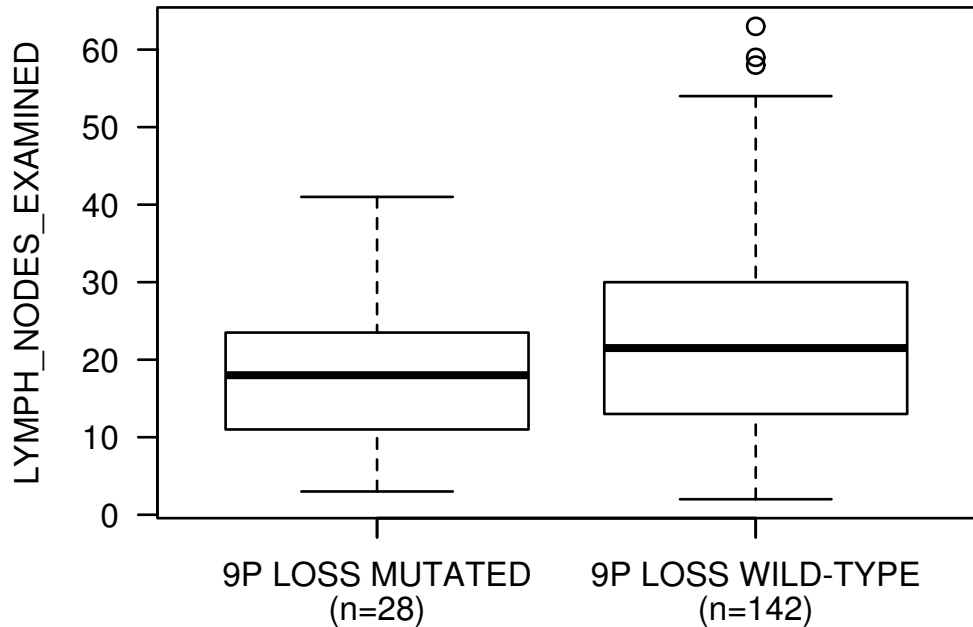 LYMPH_NODES_EXAMINED
60
50
40
30
20
10
0
9P LOSS MUTATED
(n=28)
9P LOSS WILD-TYPE
(n=142)